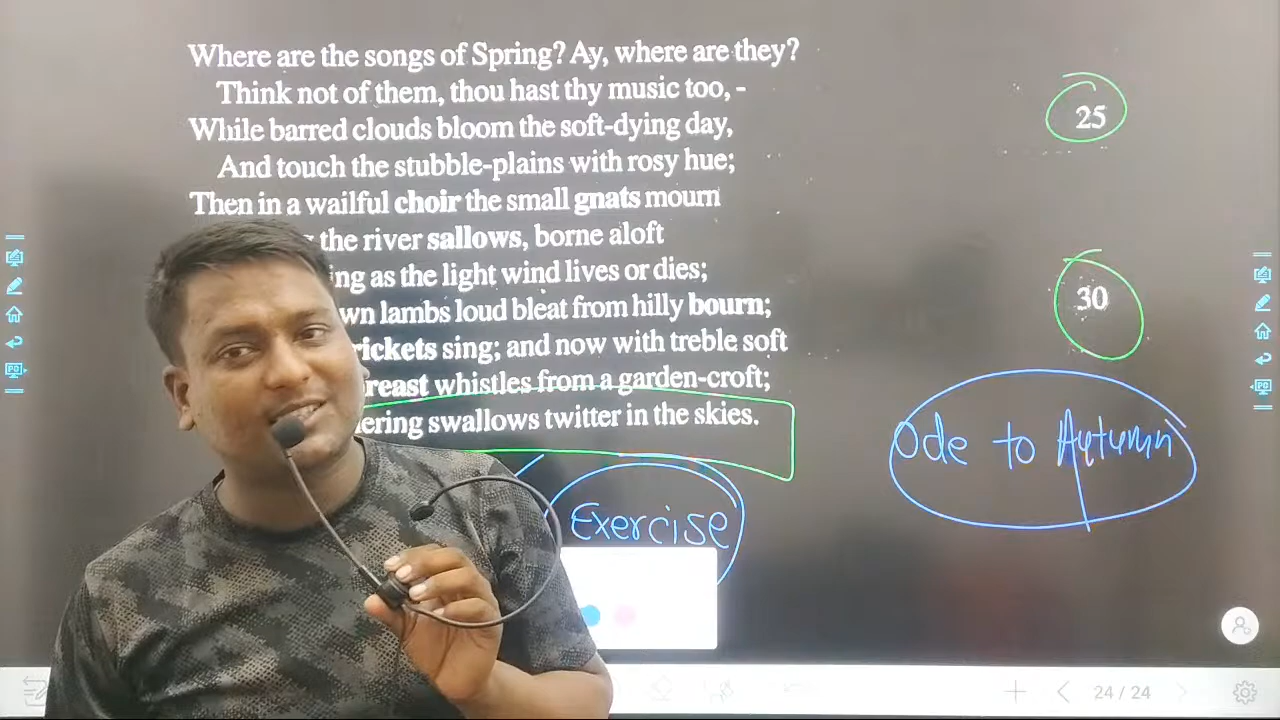 Where are the songs of Spring? Ay, where are they?
Think not of them, thou hast thy music too, -
25
While barred clouds bloom the soft-dying day,
And touch the stubble-plains with rosy hue;
Then in a wailful choir the small gnats mourn
the river sallows, borne aloft
as the light wind lives or dies;
30
lambs loud bleat from hilly bourn;
sing; and now with treble soft
whistles from a garden-croft;
swallows twitter in the skies.
Ode to Autumn
Exercise
24 / 24